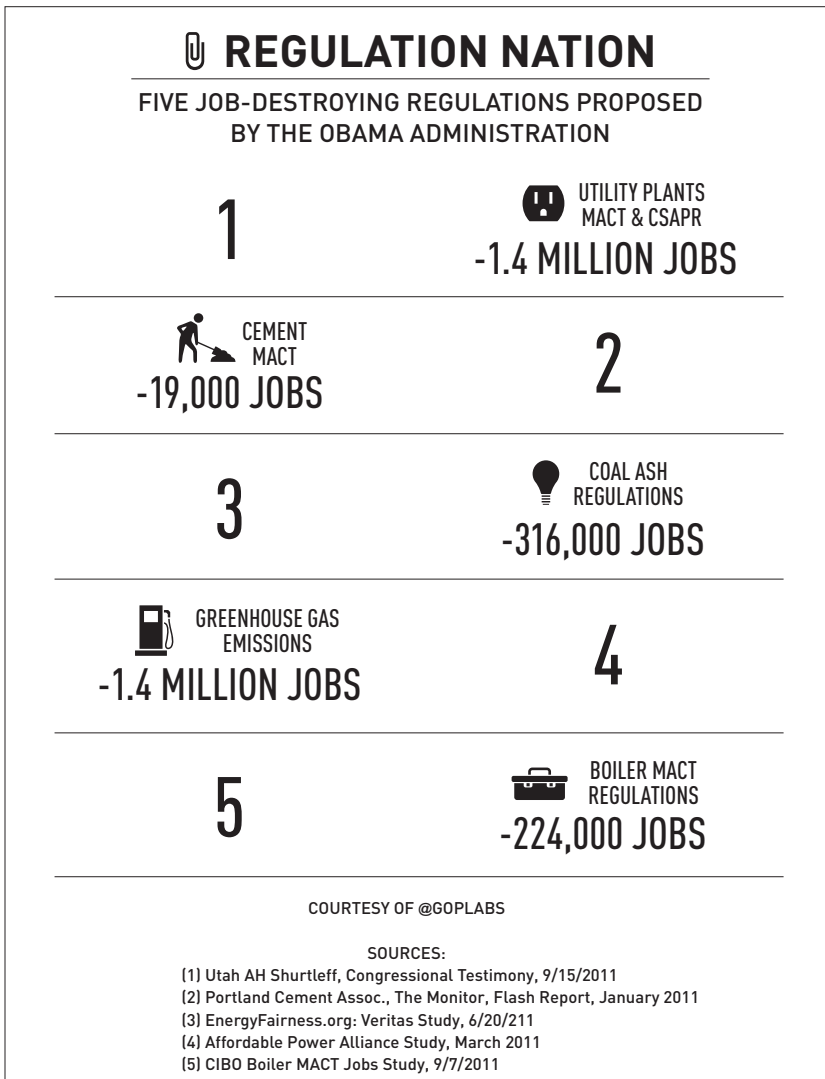 REGULATION NATION
FIVE JOB-DESTROYING REGULATIONS PROPOSED
BY THE OBAMA ADMINISTRATION
1
UTILITY PLANTS
MACT & CSAPR
-1.4 MILLION JOBS
CEMENT
MACT
-19,000 JOBS
2
3
COAL ASH
REGULATIONS
-316,000 JOBS
GREENHOUSE GAS
EMISSIONS
-1.4 MILLION JOBS
4
5
BOILER MACT
REGULATIONS
-224,000 JOBS
COURTESY OF @GOPLABS
SOURCES:
(1) Utah AH Shurtleff, Congressional Testimony, 9/15/2011
(2) Portland Cement Assoc., The Monitor, Flash Report, January 2011
(3) EnergyFairness.org: Veritas Study, 6/20/211
(4) Affordable Power Alliance Study, March 2011
(5) CIBO Boiler MACT Jobs Study, 9/7/2011